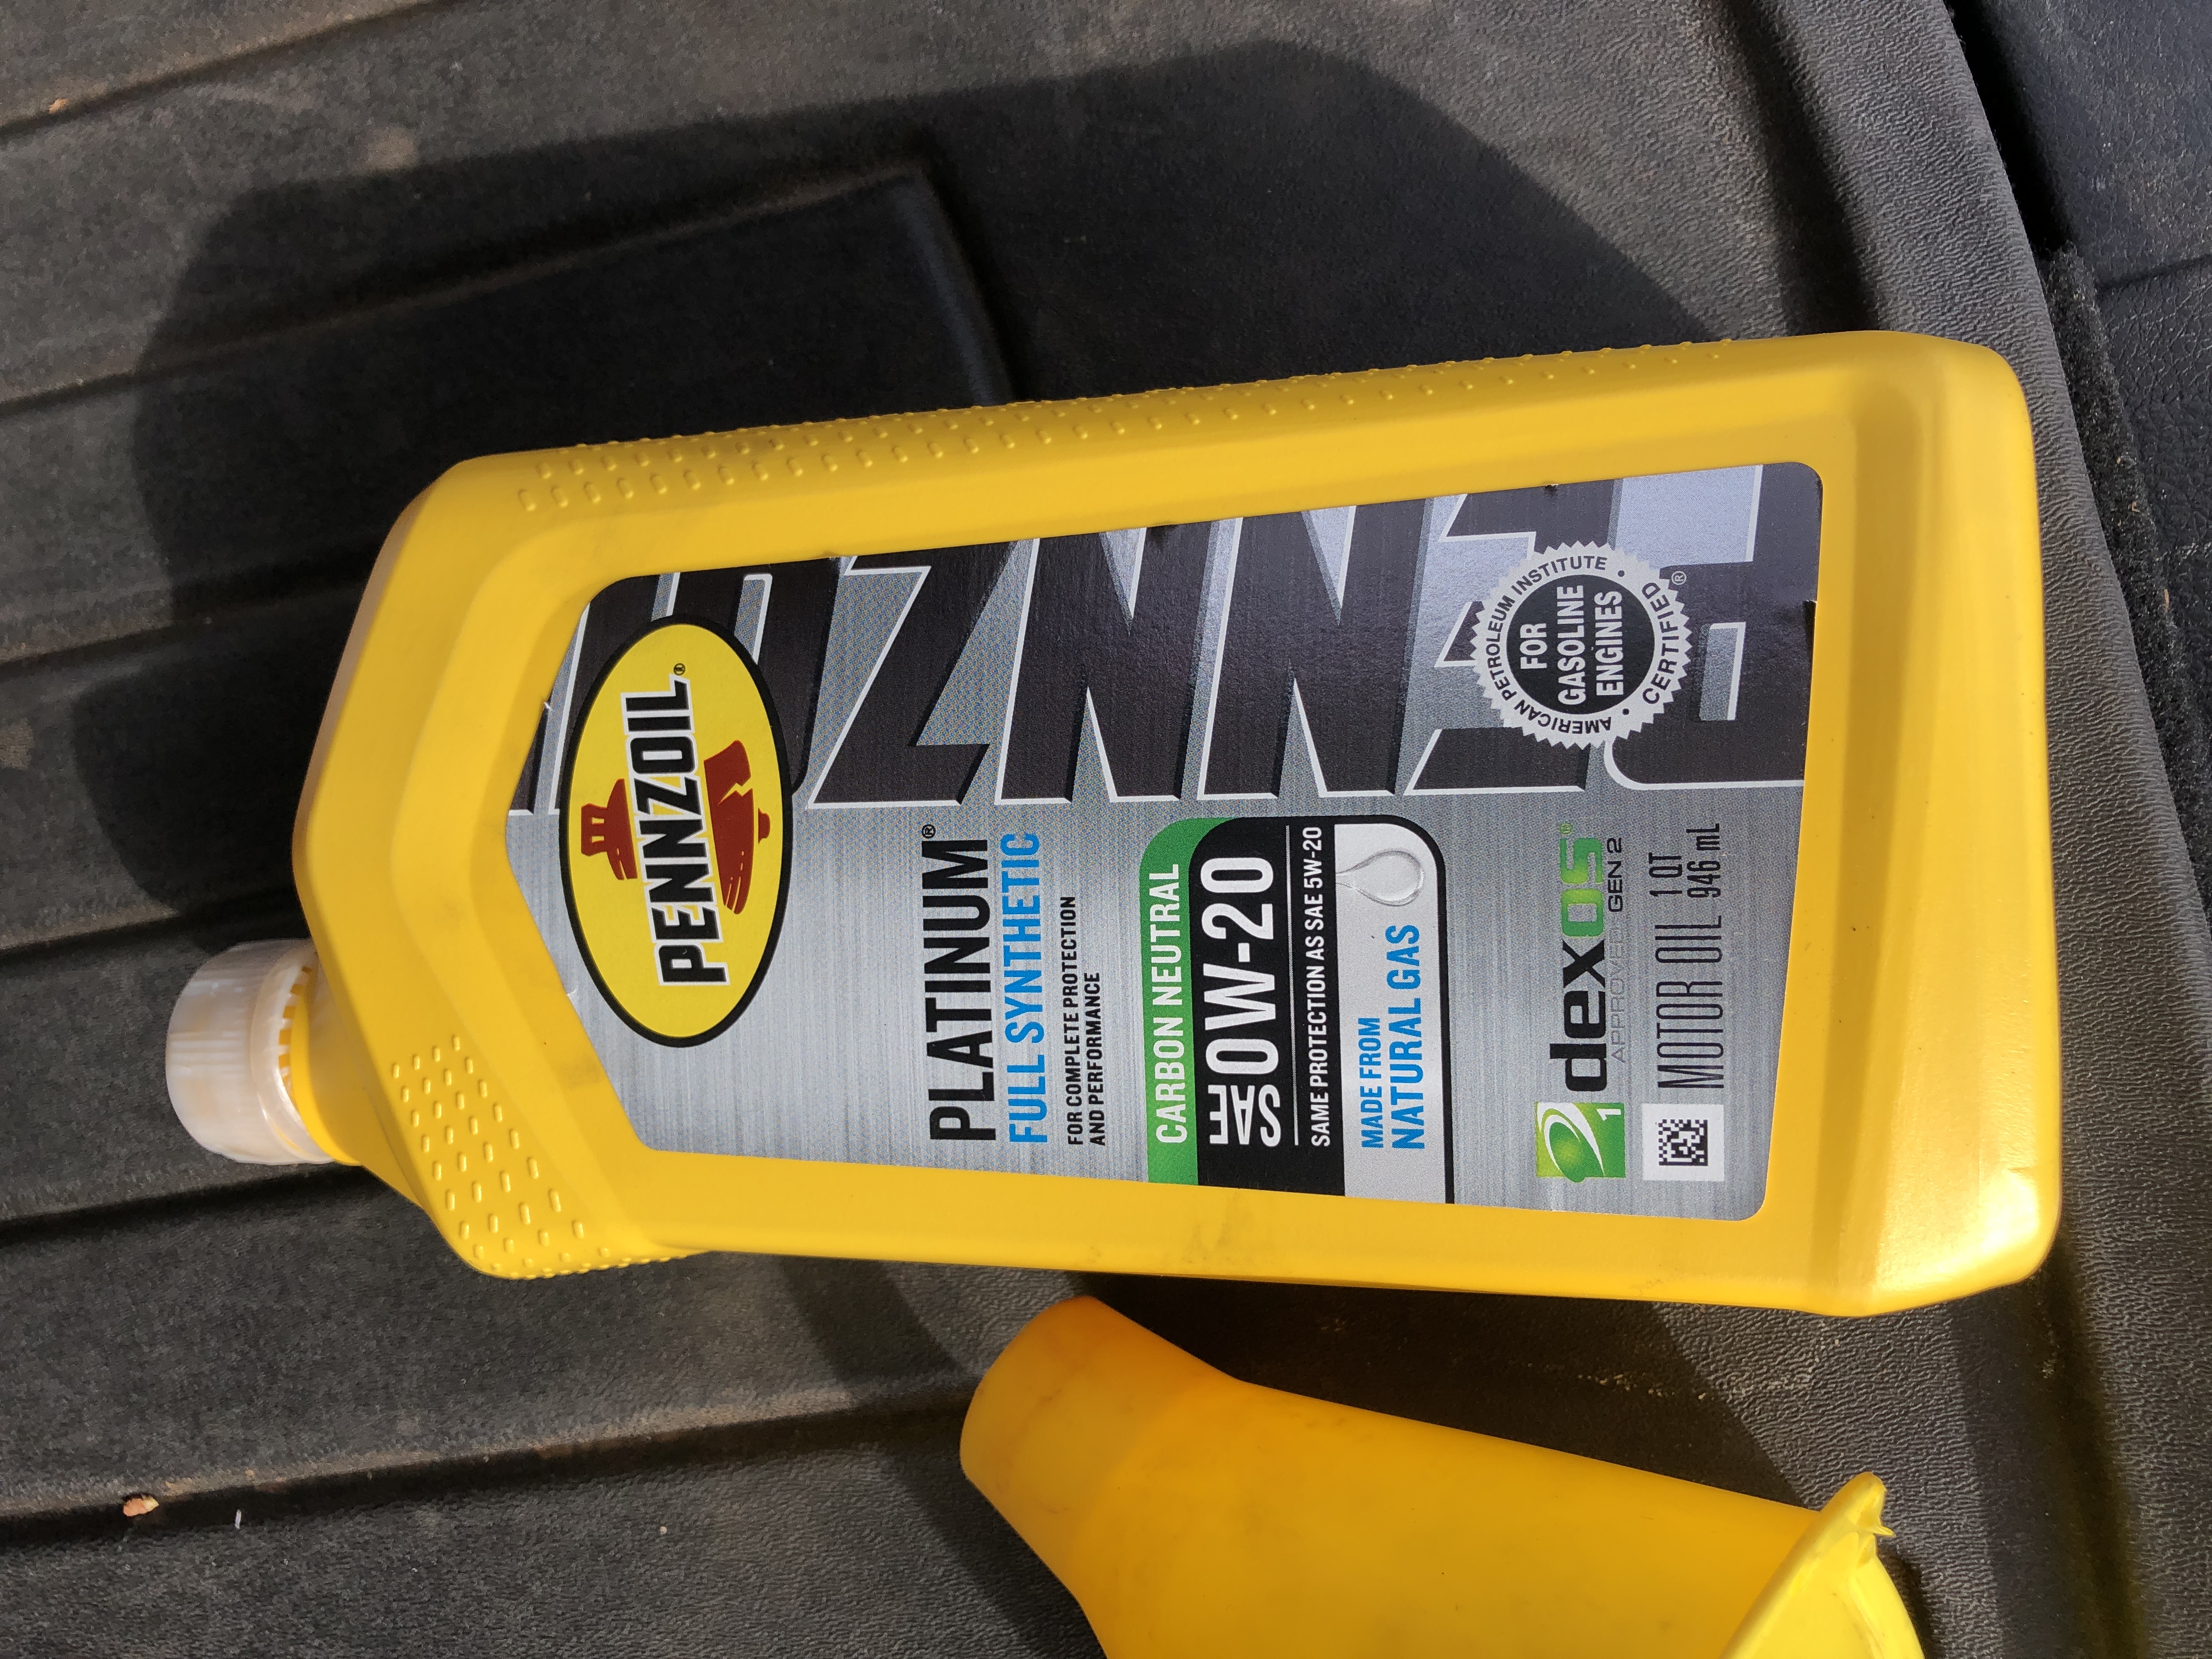 PENNZOIL®
PLATINUM®
FULL SYNTHETIC
FOR COMPLETE PROTECTION
AND PERFORMANCE
CARBON NEUTRAL
SAE 0W-20
SAME PROTECTION AS SAE 5W-20
MADE FROM
NATURAL GAS
1 dexos®
APPROVED GEN 2
MOTOR OIL 1 QT
946 mL
AMERICAN PETROLEUM INSTITUTE
FOR
GASOLINE
ENGINES
CERTIFIED ®
PENNZOIL